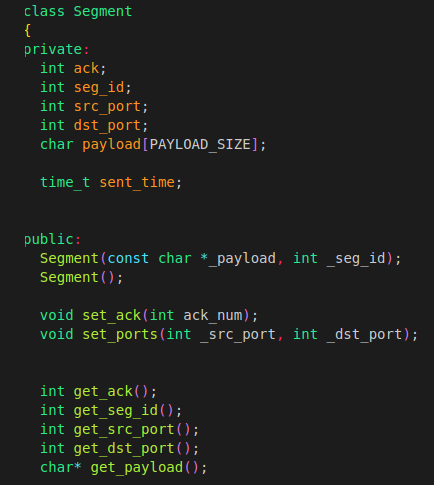 class Segment
{
private:
int ack;
int seg_id;
int src_port;
int dst_port;
char payload[PAYLOAD_SIZE];
time_t sent_time;
public:
Segment(const char *_payload, int _seg_id);
Segment();
void set_ack(int ack_num);
void set_ports(int _src_port, int _dst_port);
int get_ack();
int get_seg_id();
int get_src_port();
int get_dst_port();
char* get_payload();